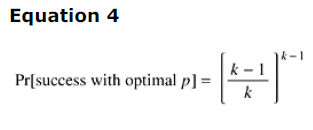 Equation 4
Pr[success with optimal p] = [ (k − 1) / k ]^(k−1)